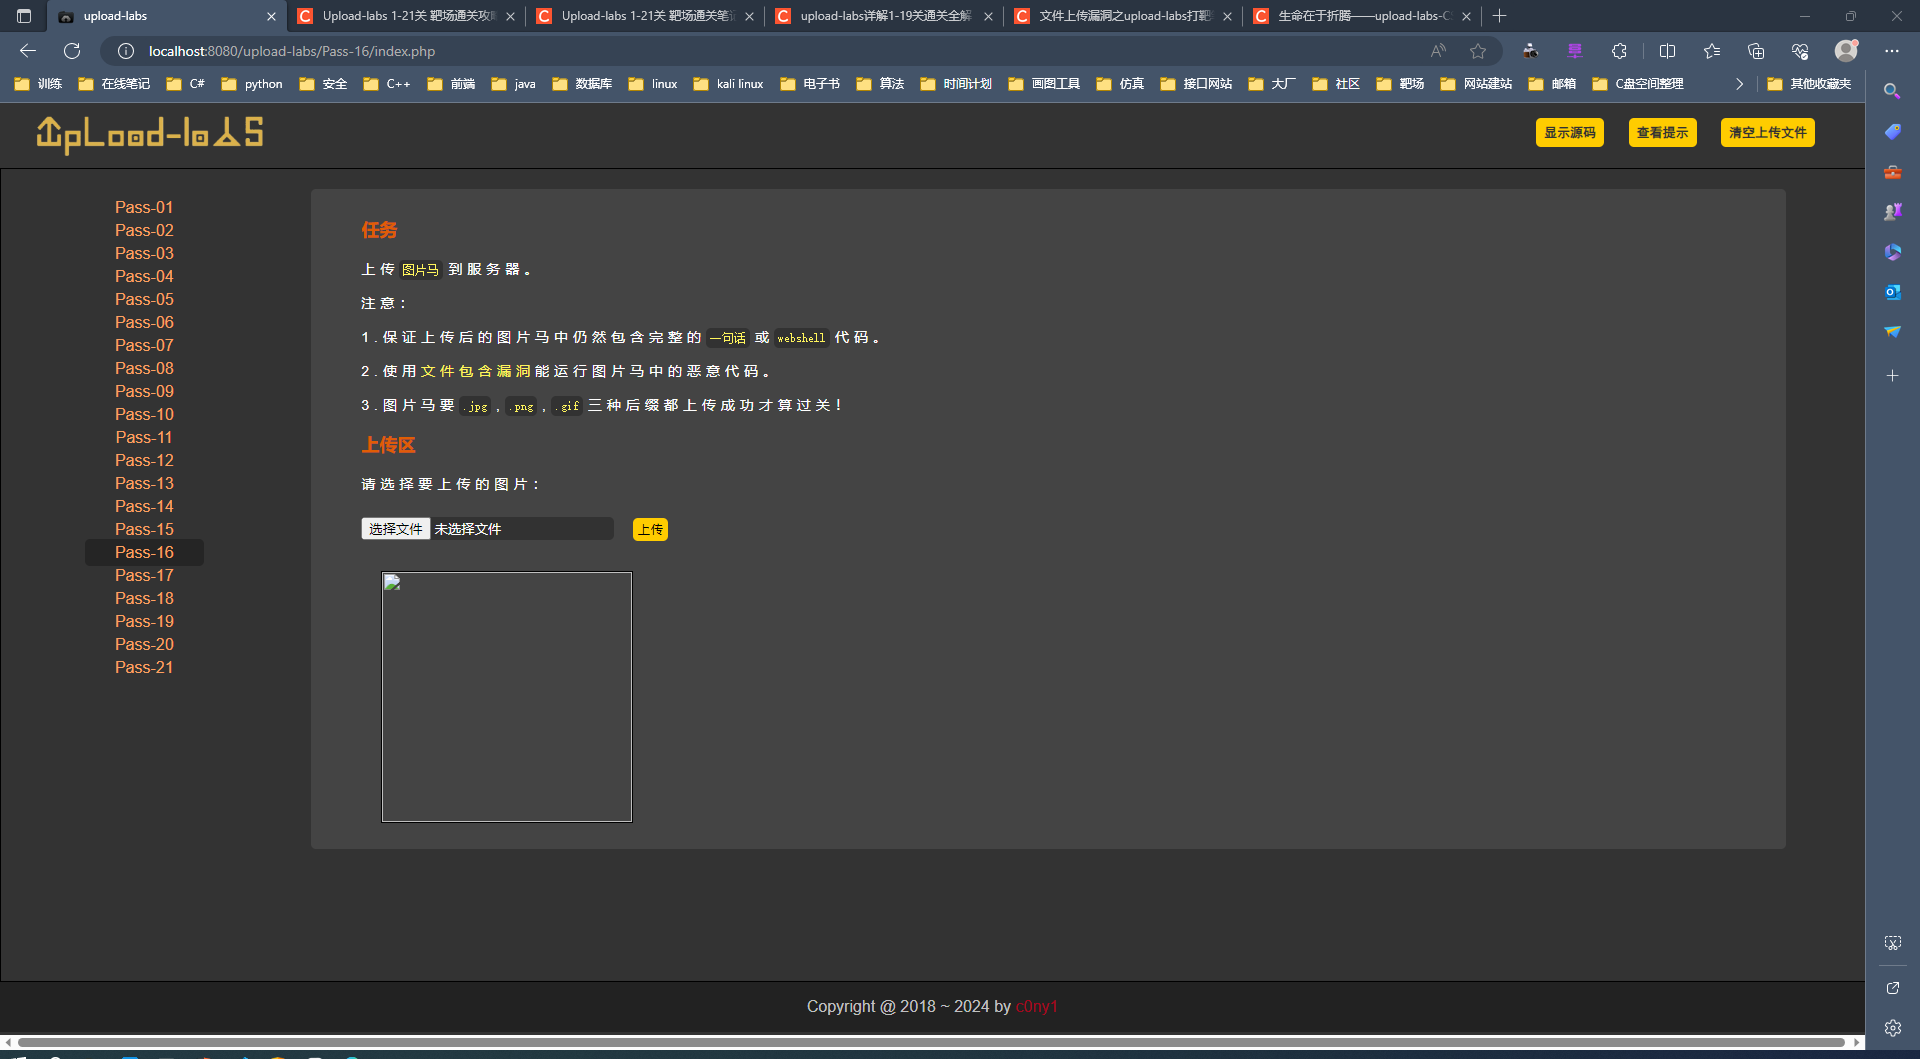 upload-labs
Upload-labs 1-21关 靶场通关攻略
Upload-labs 1-21关 靶场通关笔记
upload-labs详解1-19关通关全解
文件上传漏洞之upload-labs打靶
生命在于折腾——upload-labs-C
localhost:8080/upload-labs/Pass-16/index.php
训练 在线笔记 C# python 安全 C++ 前端 java 数据库 linux kali linux 电子书 算法 时间计划 画图工具 仿真 接口网站 大厂 社区 靶场 网站建站 邮箱 C盘空间整理 其他收藏夹
UpLoad-labs
显示源码 查看提示 清空上传文件
Pass-01
Pass-02
Pass-03
Pass-04
Pass-05
Pass-06
Pass-07
Pass-08
Pass-09
Pass-10
Pass-11
Pass-12
Pass-13
Pass-14
Pass-15
Pass-16
Pass-17
Pass-18
Pass-19
Pass-20
Pass-21
任务
上传 图片马 到服务器。
注意：
1.保证上传后的图片马中仍然包含完整的 一句话 或 webshell 代码。
2.使用文件包含漏洞能运行图片马中的恶意代码。
3.图片马要 .jpg , .png , .gif 三种后缀都上传成功才算过关！
上传区
请选择要上传的图片：
选择文件 未选择文件 上传
Copyright @ 2018 ~ 2024 by c0ny1